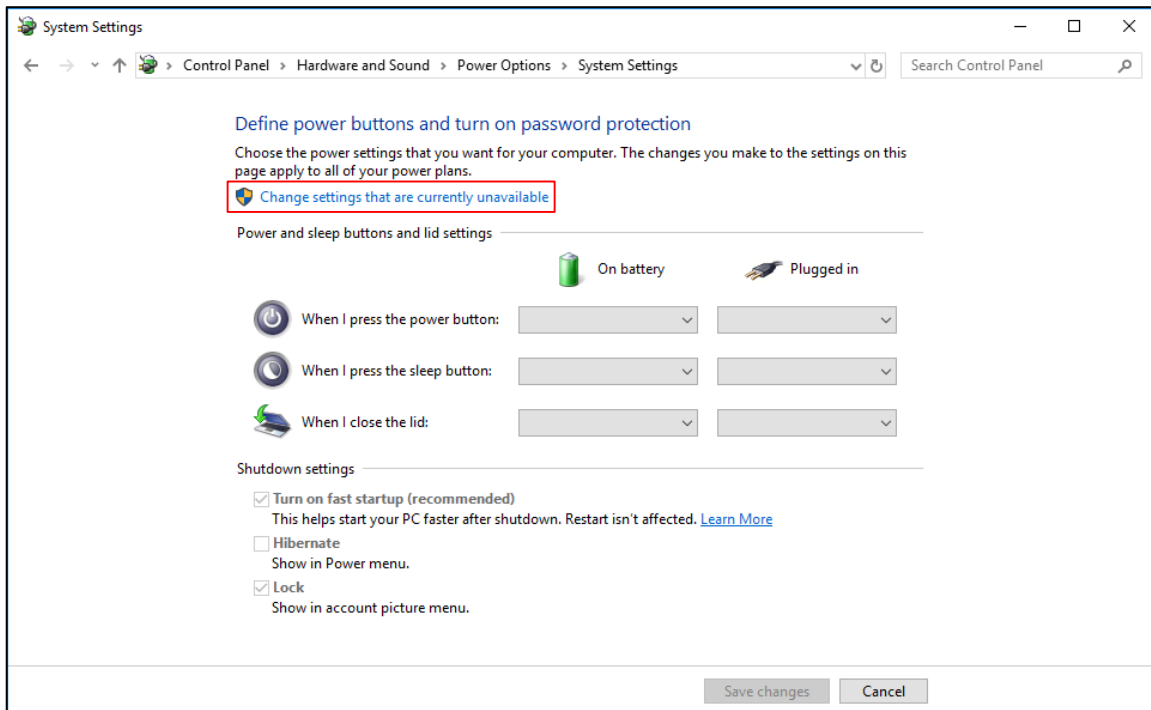 System Settings
Control Panel > Hardware and Sound > Power Options > System Settings
Search Control Panel
Define power buttons and turn on password protection
Choose the power settings that you want for your computer. The changes you make to the settings on this
page apply to all of your power plans.
Change settings that are currently unavailable
Power and sleep buttons and lid settings
On battery
Plugged in
When I press the power button:
When I press the sleep button:
When I close the lid:
Shutdown settings
Turn on fast startup (recommended)
This helps start your PC faster after shutdown. Restart isn't affected. Learn More
Hibernate
Show in Power menu.
Lock
Show in account picture menu.
Save changes
Cancel